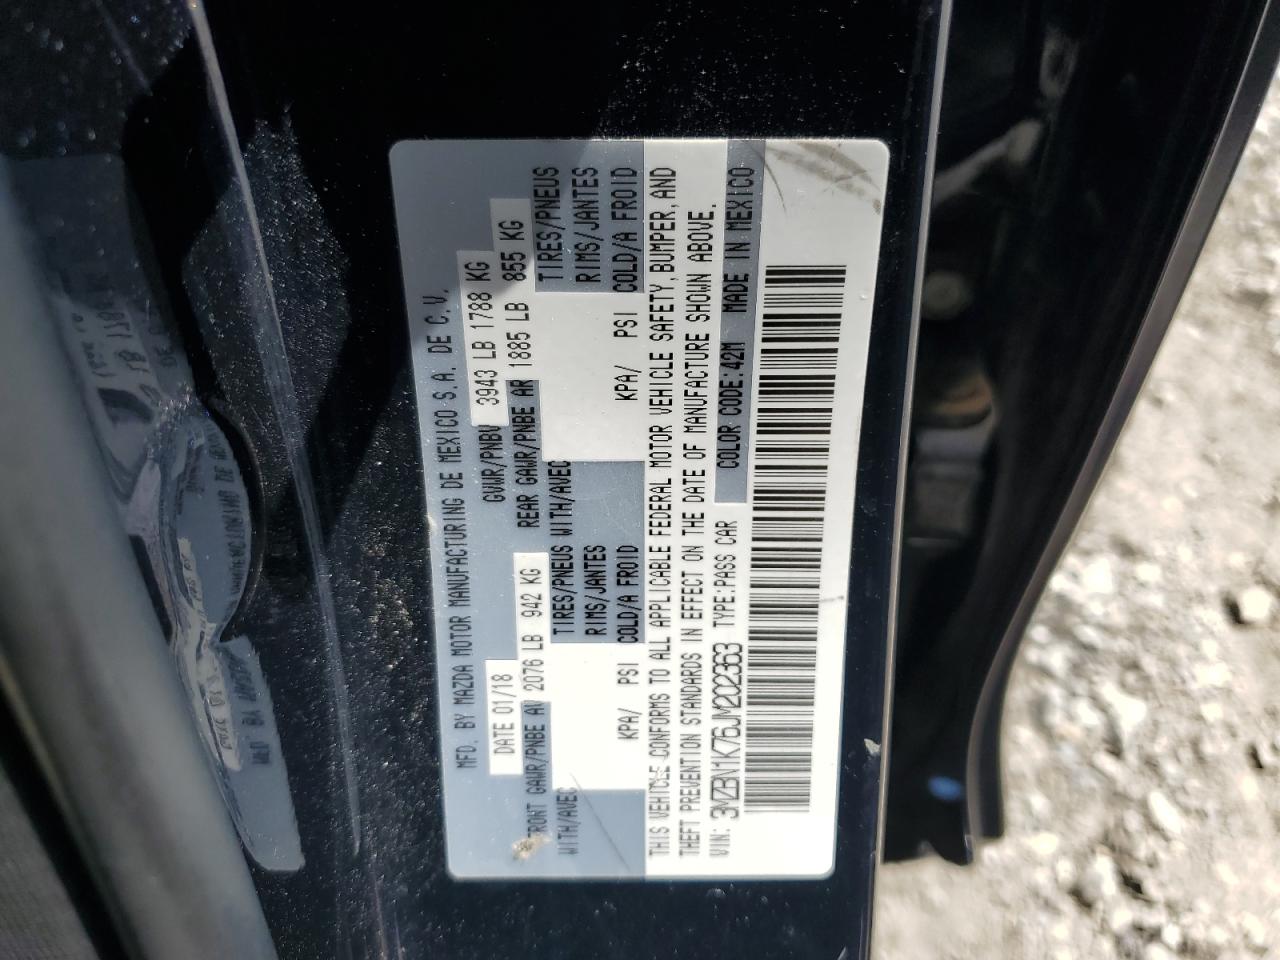 MFD. BY MAZDA MOTOR MANUFACTURING DE MEXICO S.A. DE C.V.
DATE 01/18 GVWR/PNBV 3943 LB 1788 KG
FRONT GAWR/PNBE AV 2076 LB 942 KG REAR GAWR/PNBE AR 1885 LB 855 KG
WITH/AVEC TIRES/PNEUS WITH/AVEC TIRES/PNEUS
RIMS/JANTES RIMS/JANTES
KPA/ PSI COLD/A FROID KPA/ PSI COLD/A FROID
THIS VEHICLE CONFORMS TO ALL APPLICABLE FEDERAL MOTOR VEHICLE SAFETY, BUMPER, AND
THEFT PREVENTION STANDARDS IN EFFECT ON THE DATE OF MANUFACTURE SHOWN ABOVE.
VIN: 3MZBN1K76JM202363 TYPE:PASS CAR COLOR CODE:42M MADE IN MEXICO